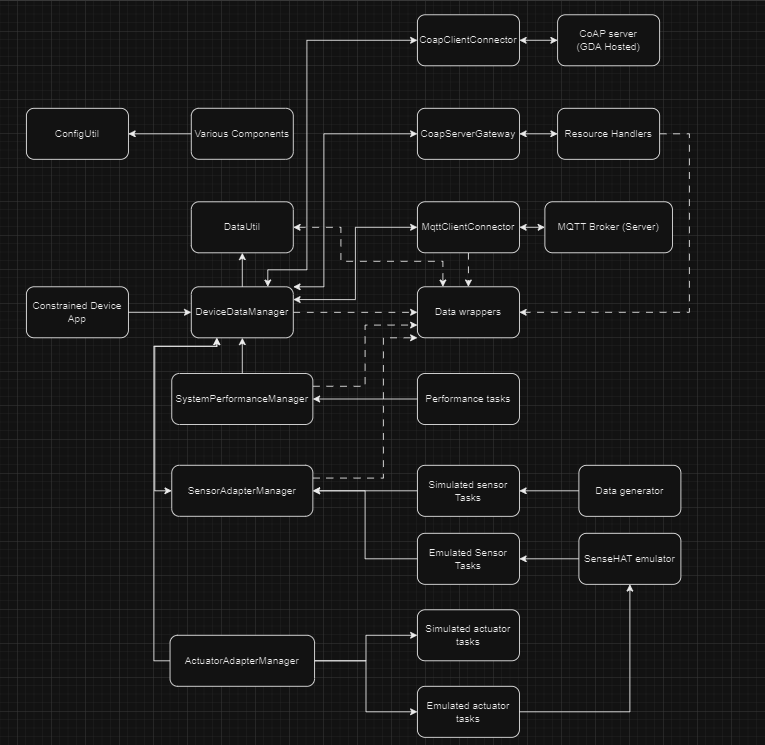 CoapClientConnector
CoAP server
(GDA Hosted)
ConfigUtil
Various Components
CoapServerGateway
Resource Handlers
DataUtil
MqttClientConnector
MQTT Broker (Server)
Constrained Device
App
DeviceDataManager
Data wrappers
SystemPerformanceManager
Performance tasks
SensorAdapterManager
Simulated sensor
Tasks
Data generator
Emulated Sensor
Tasks
SenseHAT emulator
Simulated actuator
tasks
ActuatorAdapterManager
Emulated actuator
tasks